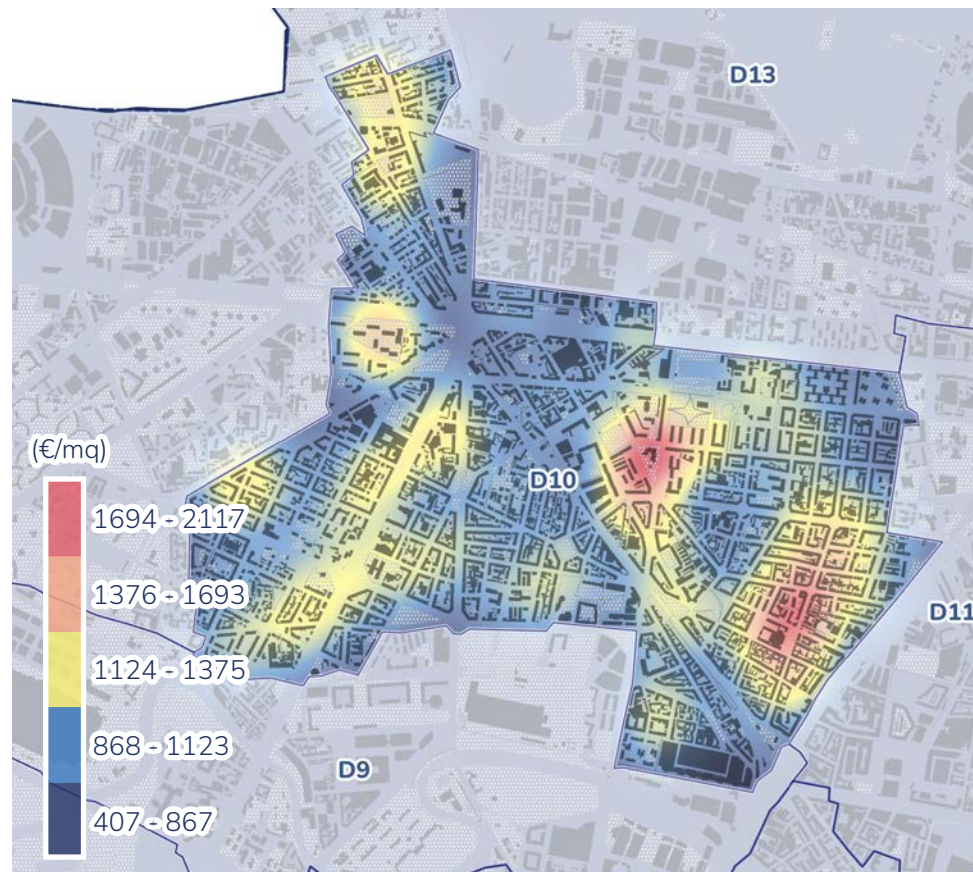 D13
(€/mq)
D10
1694 - 2117
1376 - 1693
D11
1124 - 1375
868 - 1123
D9
407 - 867